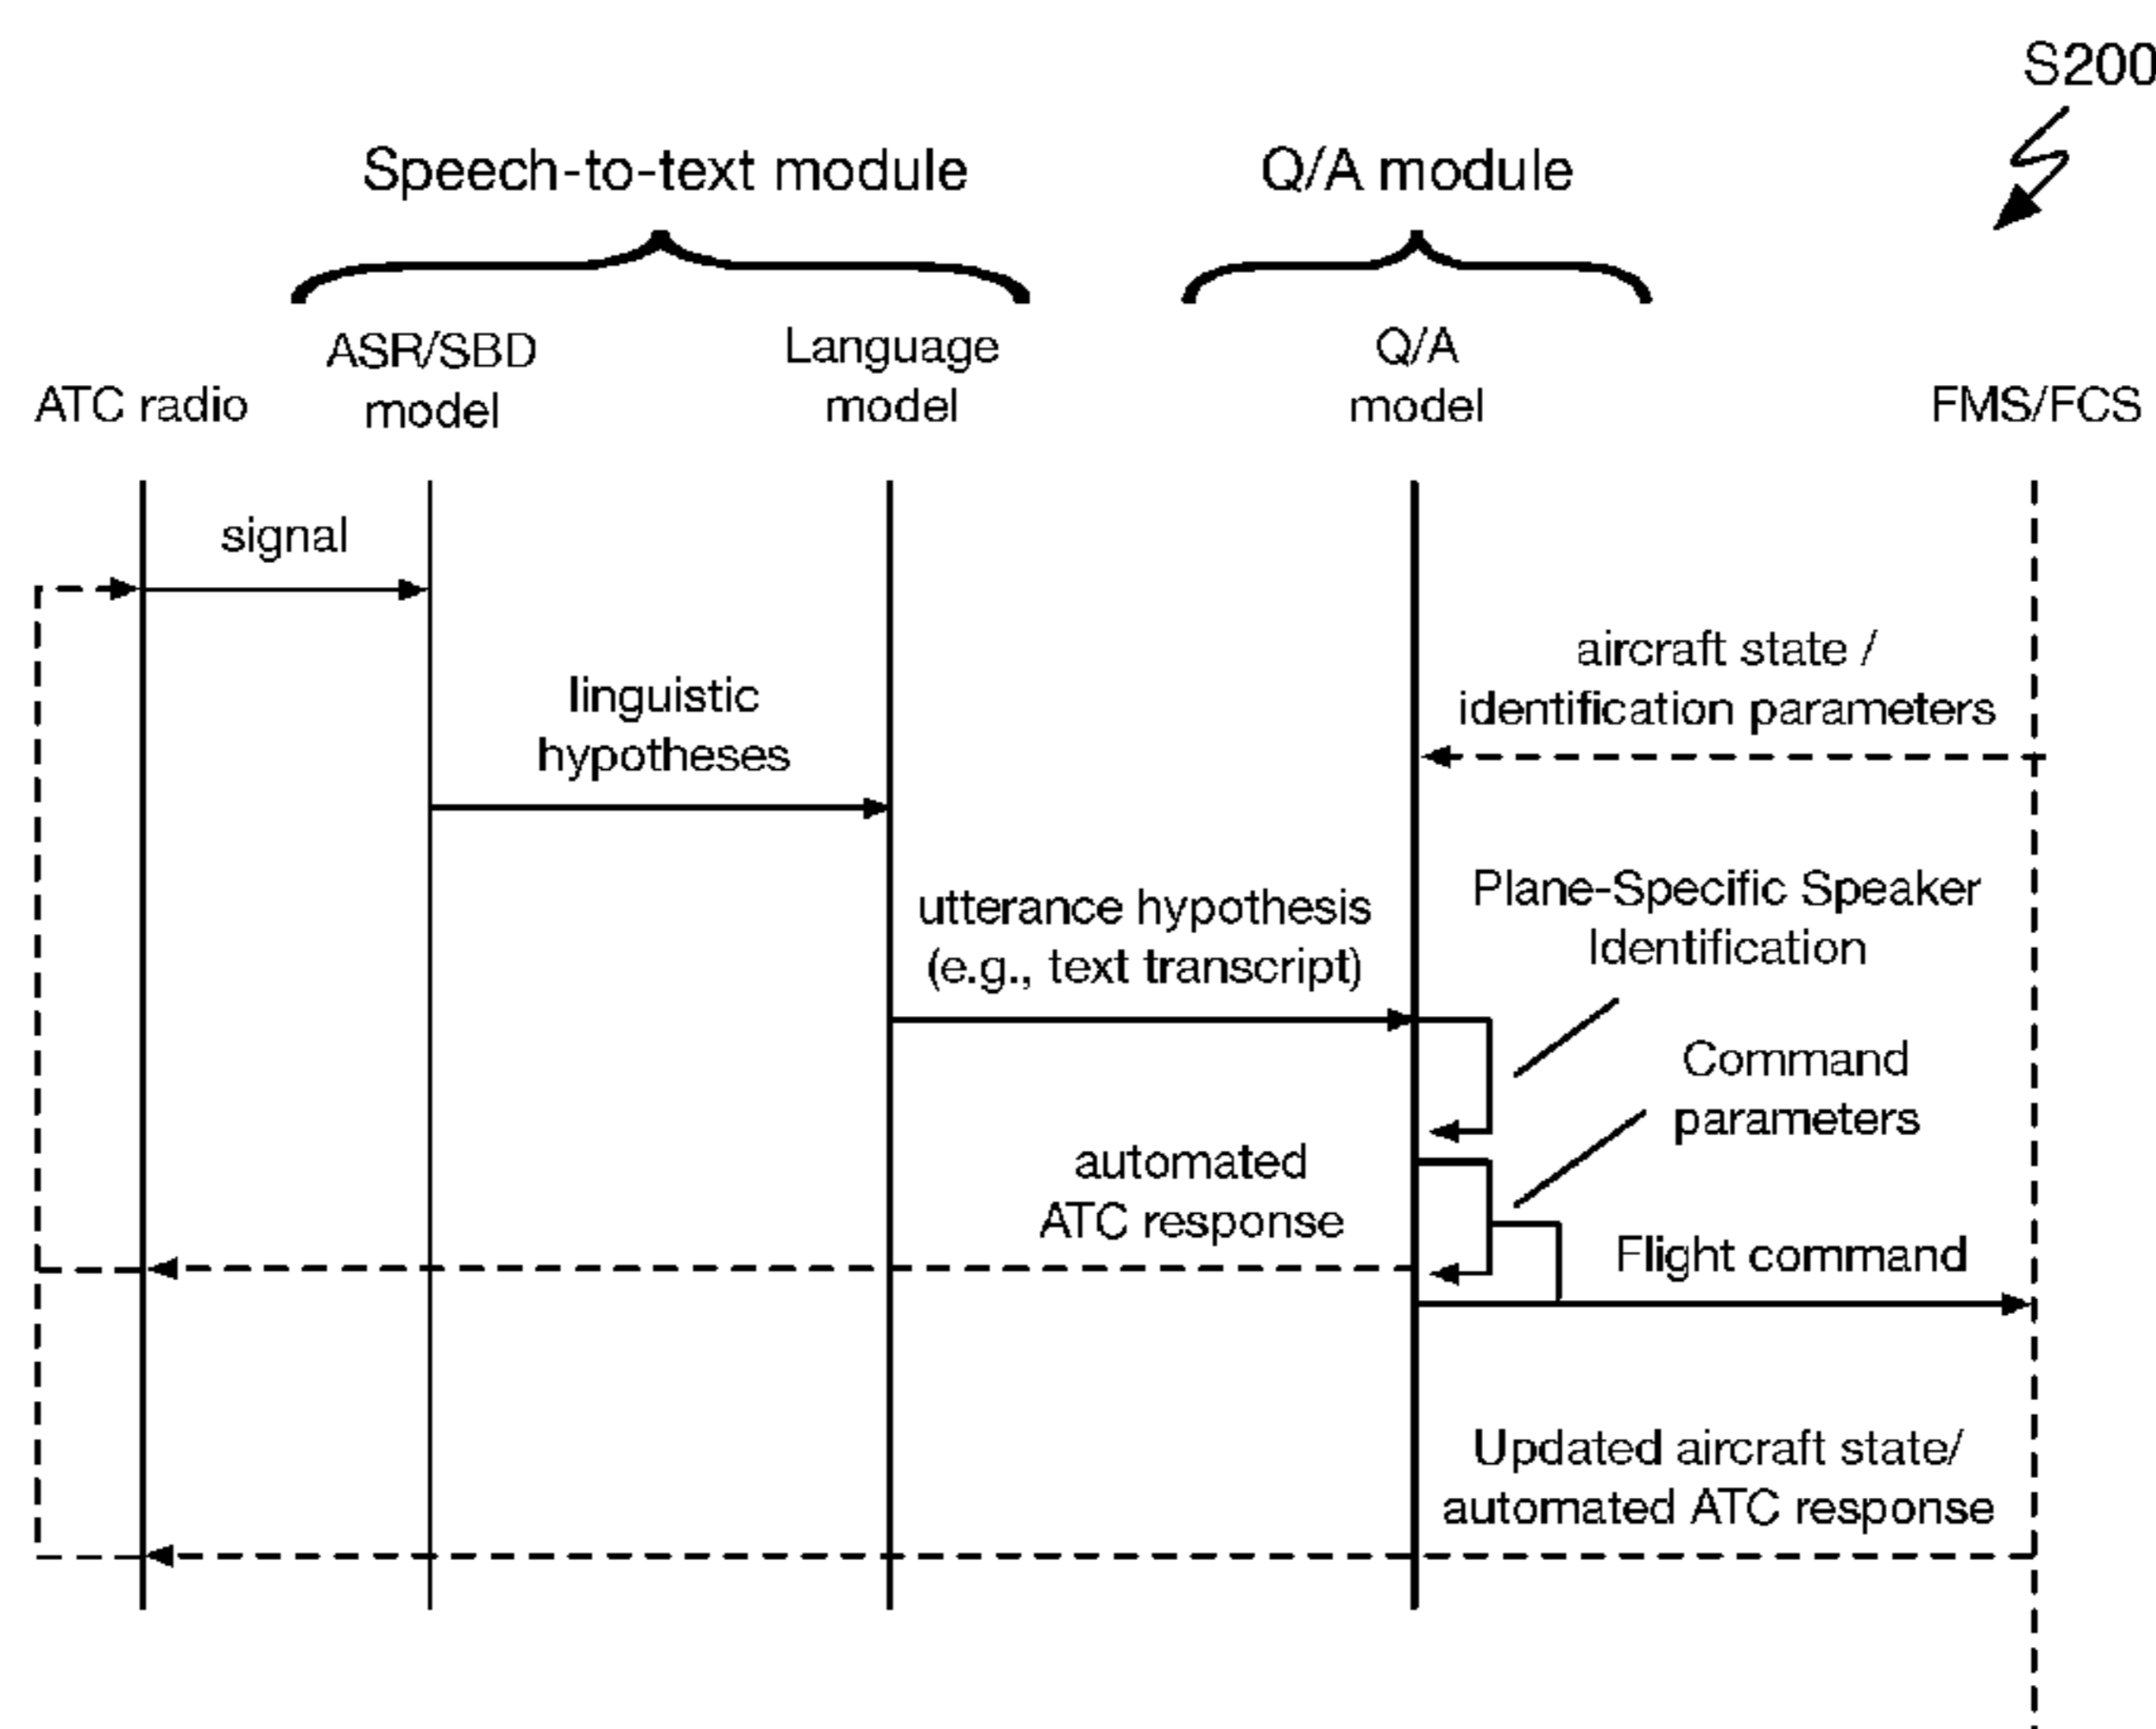 S200
Speech-to-text module
Q/A module
ATC radio
ASR/SBD
model
Language
model
Q/A
model
FMS/FCS
signal
aircraft state /
identification parameters
linguistic
hypotheses
utterance hypothesis
(e.g., text transcript)
Plane-Specific Speaker
Identification
Command
parameters
automated
ATC response
Flight command
Updated aircraft state/
automated ATC response